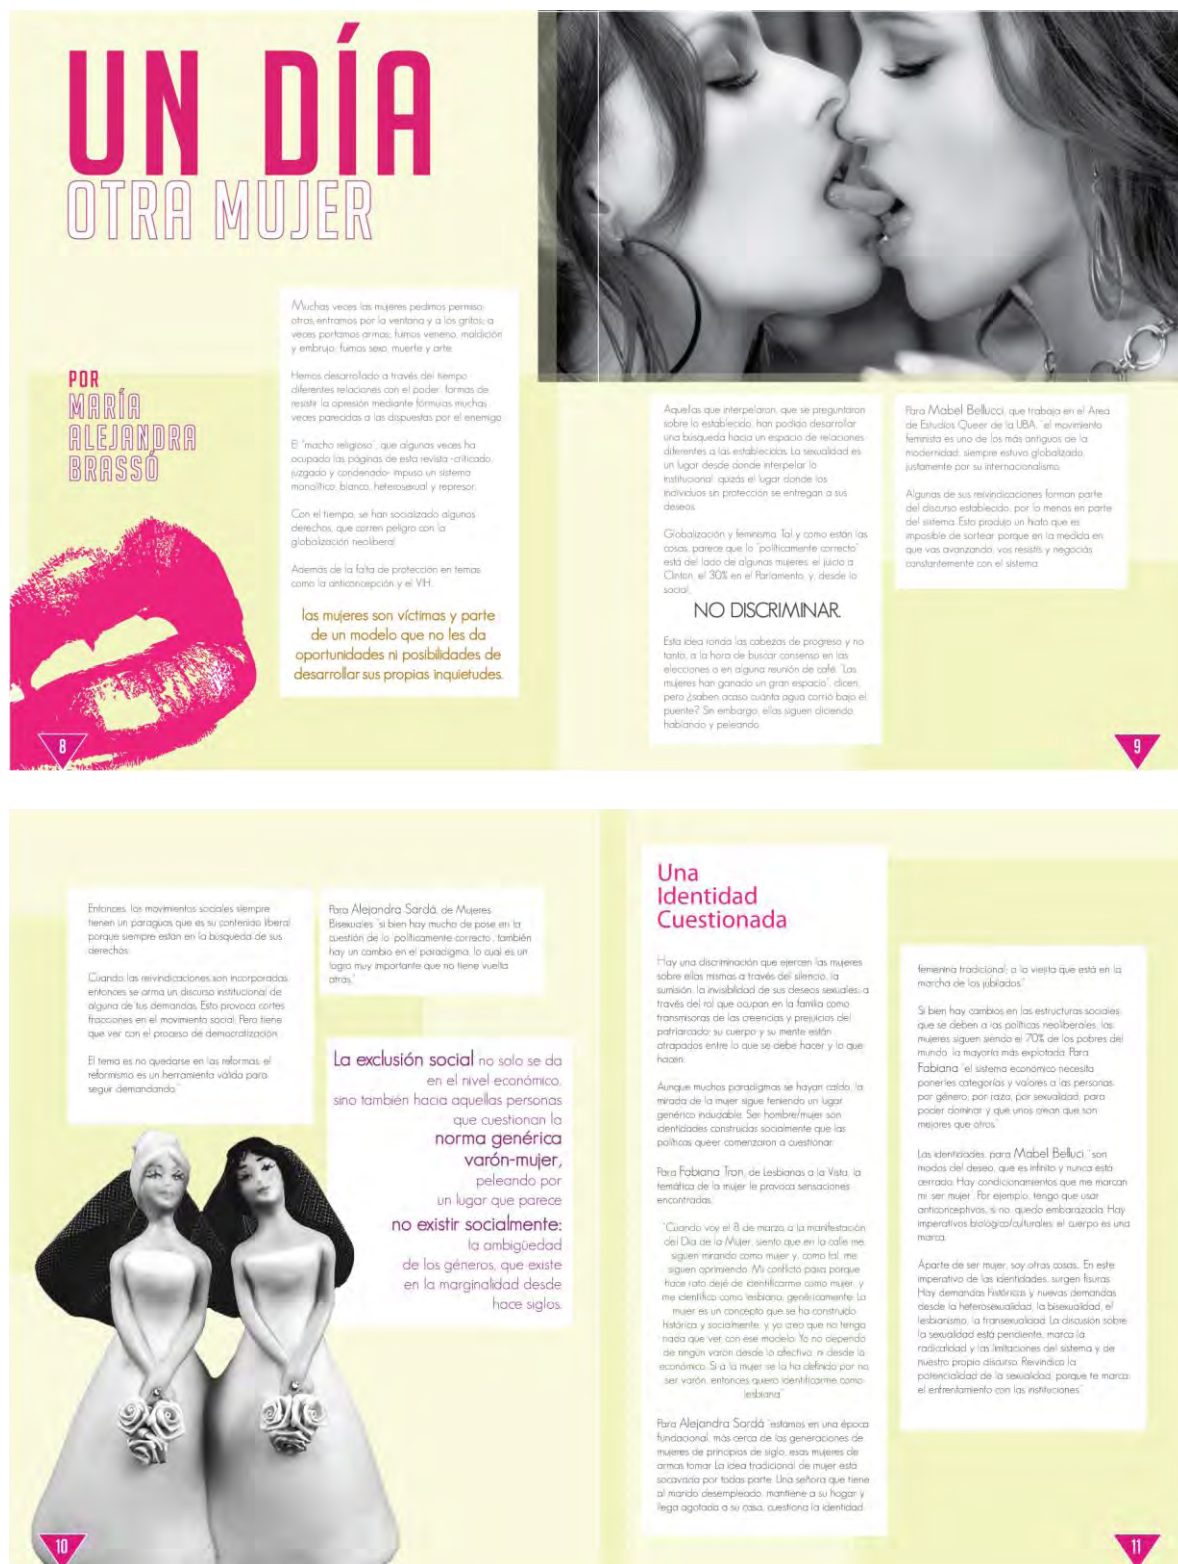 UN DÍA
OTRA MUJER
POR
MARÍA
ALEJANDRA
BRASSÓ
Muchas veces las mujeres pedimos permiso
otras entramos por la ventana y a los gritos; a
veces portamos armas, fuimos veneno, maldición
y embrujo; fuimos sexo, muerte y arte.
Hemos desarrollado a través del tiempo
diferentes relaciones con el poder, formas de
resistir la opresión mediante fórmulas muchas
veces parecidas a las dispuestas por el enemigo
El "macho religioso", que algunas veces ha
ocupado las páginas de esta revista -criticado,
juzgado y condenado- impuso un sistema
monolítico, blanco, heterosexual y represor.
Con el tiempo, se han socializado algunos
derechos, que corren peligro con la
globalización neoliberal
Además de la falta de protección en temas
como la anticoncepción y el VIH.
las mujeres son víctimas y parte
de un modelo que no les da
oportunidades ni posibilidades de
desarrollar sus propias inquietudes.
8
Aquellas que interpelaron, que se preguntaron
sobre lo establecido, han podido desarrollar
una búsqueda hacia un espacio de relaciones
diferentes a las establecidas. La sexualidad es
un lugar desde donde interpelar lo
institucional, quizás el lugar donde los
individuos sin protección se entregan a sus
deseos.
Globalización y feminismo. Tal y como están las
cosas, parece que lo "políticamente correcto"
está del lado de algunas mujeres: el juicio a
Clinton, el 30% en el Parlamento, y, desde lo
social,
NO DISCRIMINAR.
Esta idea ronda las cabezas de progreso y no
tanto, a la hora de buscar consenso en las
elecciones o en alguna reunión de café. "Las
mujeres han ganado un gran espacio", dicen,
pero ¿saben acaso cuánta agua corrió bajo el
puente? Sin embargo, ellas siguen diciendo,
hablando y peleando.
Para Mabel Bellucci, que trabaja en el Area
de Estudios Queer de la UBA, "el movimiento
feminista es uno de los más antiguos de la
modernidad, siempre estuvo globalizado,
justamente por su internacionalismo.
Algunas de sus reivindicaciones forman parte
del discurso establecido, por lo menos en parte
del sistema. Esto produjo un hiato que es
imposible de sortear porque en la medida en
que vas avanzando, vos resistís y negociás
constantemente con el sistema
9
Entonces, los movimientos sociales siempre
tienen un paraguas que es su contenido liberal
porque siempre están en la búsqueda de sus
derechos.
Cuando las reivindicaciones son incorporadas,
entonces se arma un discurso institucional de
alguna de tus demandas. Esto provoca cortes
fracciones en el movimiento social. Pero tiene
que ver con el proceso de democratización.
El tema es no quedarse en las reformas, el
reformismo es un herramienta válida para
seguir demandando."
Para Alejandra Sardá, de Mujeres
Bisexuales "si bien hay mucho de pose en la
cuestión de lo 'políticamente correcto', también
hay un cambio en el paradigma, lo cual es un
logro muy importante que no tiene vuelta
atrás."
La exclusión social no solo se da
en el nivel económico,
sino también hacia aquellas personas
que cuestionan la
norma genérica
varón-mujer,
peleando por
un lugar que parece
no existir socialmente:
la ambigüedad
de los géneros, que existe
en la marginalidad desde
hace siglos.
10
Una
Identidad
Cuestionada
Hay una discriminación que ejercen las mujeres
sobre ellas mismas a través del silencio, la
sumisión, la invisibilidad de sus deseos sexuales; a
través del rol que ocupan en la familia como
transmisoras de las creencias y prejuicios del
patriarcado: su cuerpo y su mente están
atrapados entre lo que se debe hacer y lo que
hacen.
Aunque muchos paradigmas se hayan caído, la
mirada de la mujer sigue teniendo un lugar
genérico indudable. Ser hombre/mujer son
identidades construidas socialmente que las
políticas queer comenzaron a cuestionar.
Para Fabiana Tron, de Lesbianas a la Vista, la
temática de la mujer le provoca sensaciones
encontradas:
"Cuando voy el 8 de marzo a la manifestación
del Día de la Mujer, siento que en la calle me
siguen mirando como mujer y, como tal, me
siguen oprimiendo. Mi conflicto pasa porque
hace rato dejé de identificarme como mujer, y
me identifico como lesbiana, genéricamente. La
mujer es un concepto que se ha construido
histórica y socialmente, y yo creo que no tengo
nada que ver con ese modelo. Yo no dependo
de ningún varón desde lo afectivo, ni desde lo
económico. Si a la mujer se la ha definido por no
ser varón, entonces quiero identificarme como
lesbiana"
Para Alejandra Sardá "estamos en una época
fundacional, más cerca de las generaciones de
mujeres de principios de siglo, esas mujeres de
armas tomar. La idea tradicional de mujer está
socavada por todas parte. Una señora que tiene
al marido desempleado, mantiene a su hogar y
llega agotada a su casa, cuestiona la identidad
femenina tradicional; a la viejita que está en la
marcha de los jubilados."
Si bien hay cambios en las estructuras sociales
que se deben a las políticas neoliberales, las
mujeres siguen siendo el 70% de los pobres del
mundo, la mayoría más explotada. Para
Fabiana "el sistema económico necesita
ponerles categorías y valores a las personas
por género, por raza, por sexualidad, para
poder dominar y que unos crean que son
mejores que otros."
Las identidades, para Mabel Belluci, "son
modos del deseo, que es infinito y nunca está
cerrado. Hay condicionamientos que me marcan
mi ser mujer. Por ejemplo, tengo que usar
anticonceptivos, si no, quedo embarazada. Hay
imperativos biológico/culturales: el cuerpo es una
marca.
Aparte de ser mujer, soy otras cosas. En este
imperativo de las identidades, surgen fisuras.
Hay demandas históricas y nuevas demandas
desde la heterosexualidad, la bisexualidad, el
lesbianismo, la transexualidad. La discusión sobre
la sexualidad está pendiente, marca la
radicalidad y las limitaciones del sistema y de
nuestro propio discurso. Reivindico la
potencialidad de la sexualidad, porque te marca
el enfrentamiento con las instituciones"
11